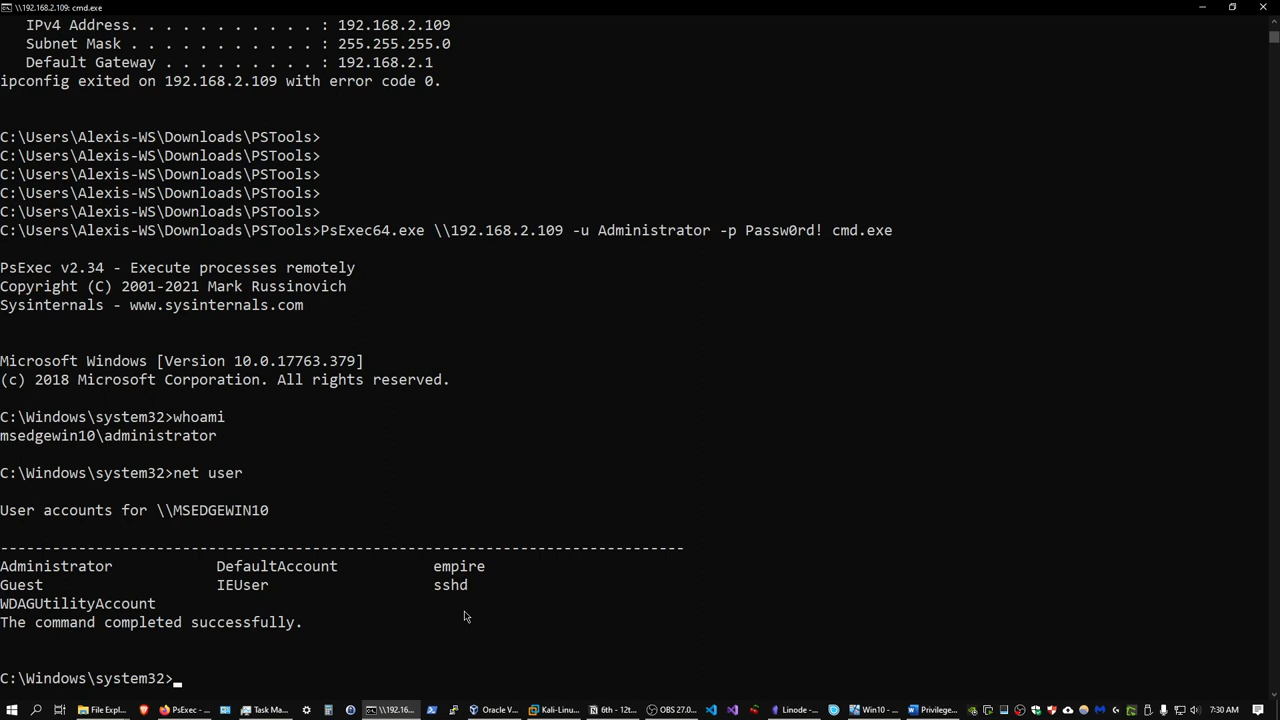 \\192.168.2.109: cmd.exe
IPv4 Address. . . . . . . . . . . : 192.168.2.109
Subnet Mask . . . . . . . . . . . : 255.255.255.0
Default Gateway . . . . . . . . . : 192.168.2.1
ipconfig exited on 192.168.2.109 with error code 0.
C:\Users\Alexis-WS\Downloads\PSTools>
C:\Users\Alexis-WS\Downloads\PSTools>
C:\Users\Alexis-WS\Downloads\PSTools>
C:\Users\Alexis-WS\Downloads\PSTools>
C:\Users\Alexis-WS\Downloads\PSTools>
C:\Users\Alexis-WS\Downloads\PSTools>PsExec64.exe \\192.168.2.109 -u Administrator -p Passw0rd! cmd.exe
PsExec v2.34 - Execute processes remotely
Copyright (C) 2001-2021 Mark Russinovich
Sysinternals - www.sysinternals.com
Microsoft Windows [Version 10.0.17763.379]
(c) 2018 Microsoft Corporation. All rights reserved.
C:\Windows\system32>whoami
msedgewin10\administrator
C:\Windows\system32>net user
User accounts for \\MSEDGEWIN10
-------------------------------------------------------------------------------
Administrator DefaultAccount empire
Guest IEUser sshd
WDAGUtilityAccount
The command completed successfully.
C:\Windows\system32>
File Expl... PsExec -... Task Ma... \\192.16... Oracle V... Kali-Linu... 6th - 12t... OBS 27.0... Linode -... Win10 -... Privilege... 7:30 AM